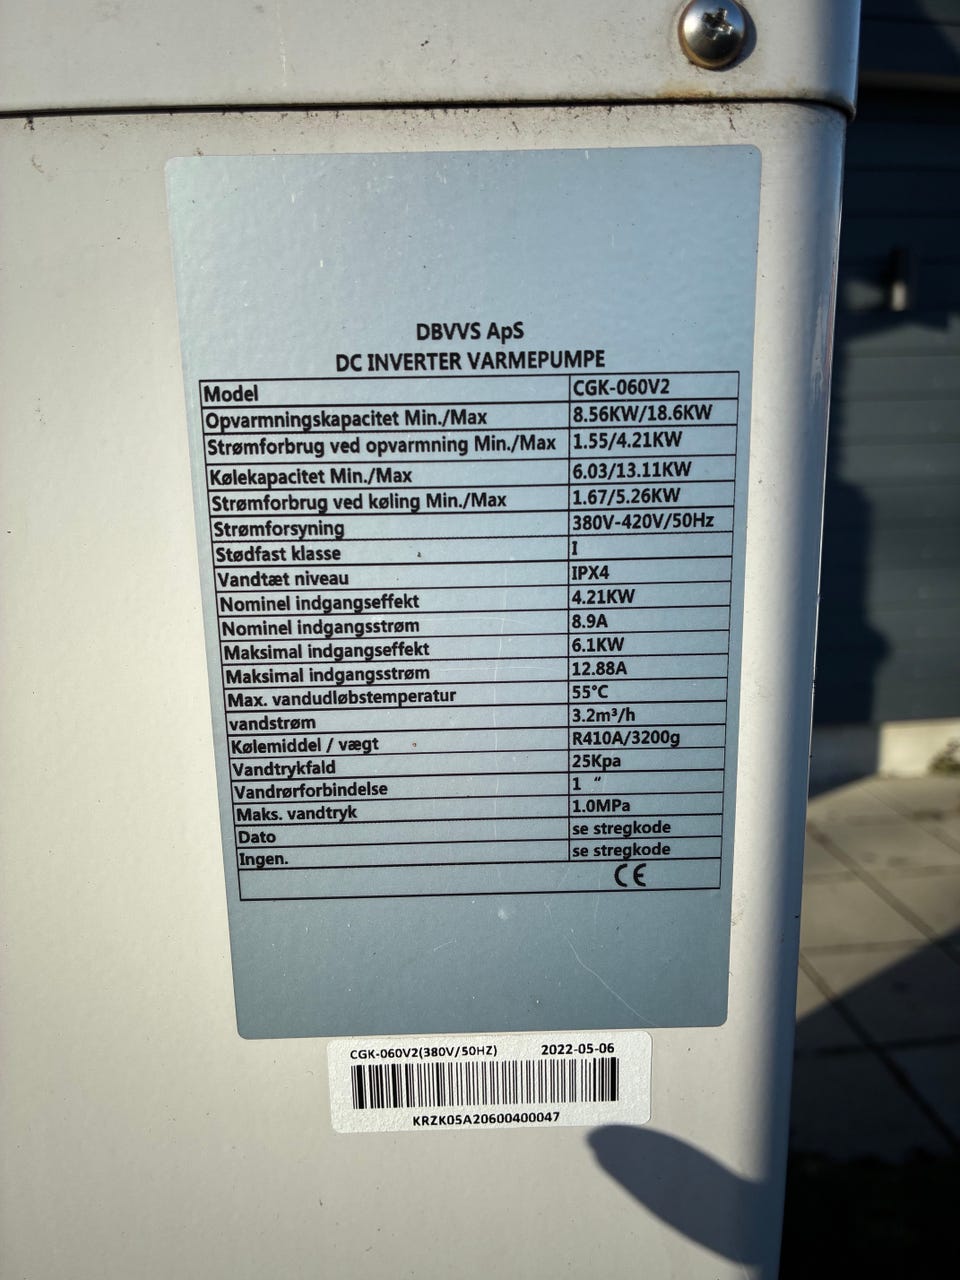 DBVVS ApS
DC INVERTER VARMEPUMPE
Model CGK-060V2
Opvarmningskapacitet Min./Max 8.56KW/18.6KW
Strømforbrug ved opvarmning Min./Max 1.55/4.21KW
Kølekapacitet Min./Max 6.03/13.11KW
Strømforbrug ved køling Min./Max 1.67/5.26KW
Strømforsyning 380V-420V/50Hz
Stødfast klasse I
Vandtæt niveau IPX4
Nominel indgangseffekt 4.21KW
Nominel indgangsstrøm 8.9A
Maksimal indgangseffekt 6.1KW
Maksimal indgangsstrøm 12.88A
Max. vandudløbstemperatur 55°C
vandstrøm 3.2m³/h
Kølemiddel / vægt R410A/3200g
Vandtrykfald 25Kpa
Vandrørforbindelse 1 “
Maks. vandtryk 1.0MPa
Dato se stregkode
Ingen. se stregkode
CE
CGK-060V2(380V/50HZ) 2022-05-06
KRZK05A20600400047